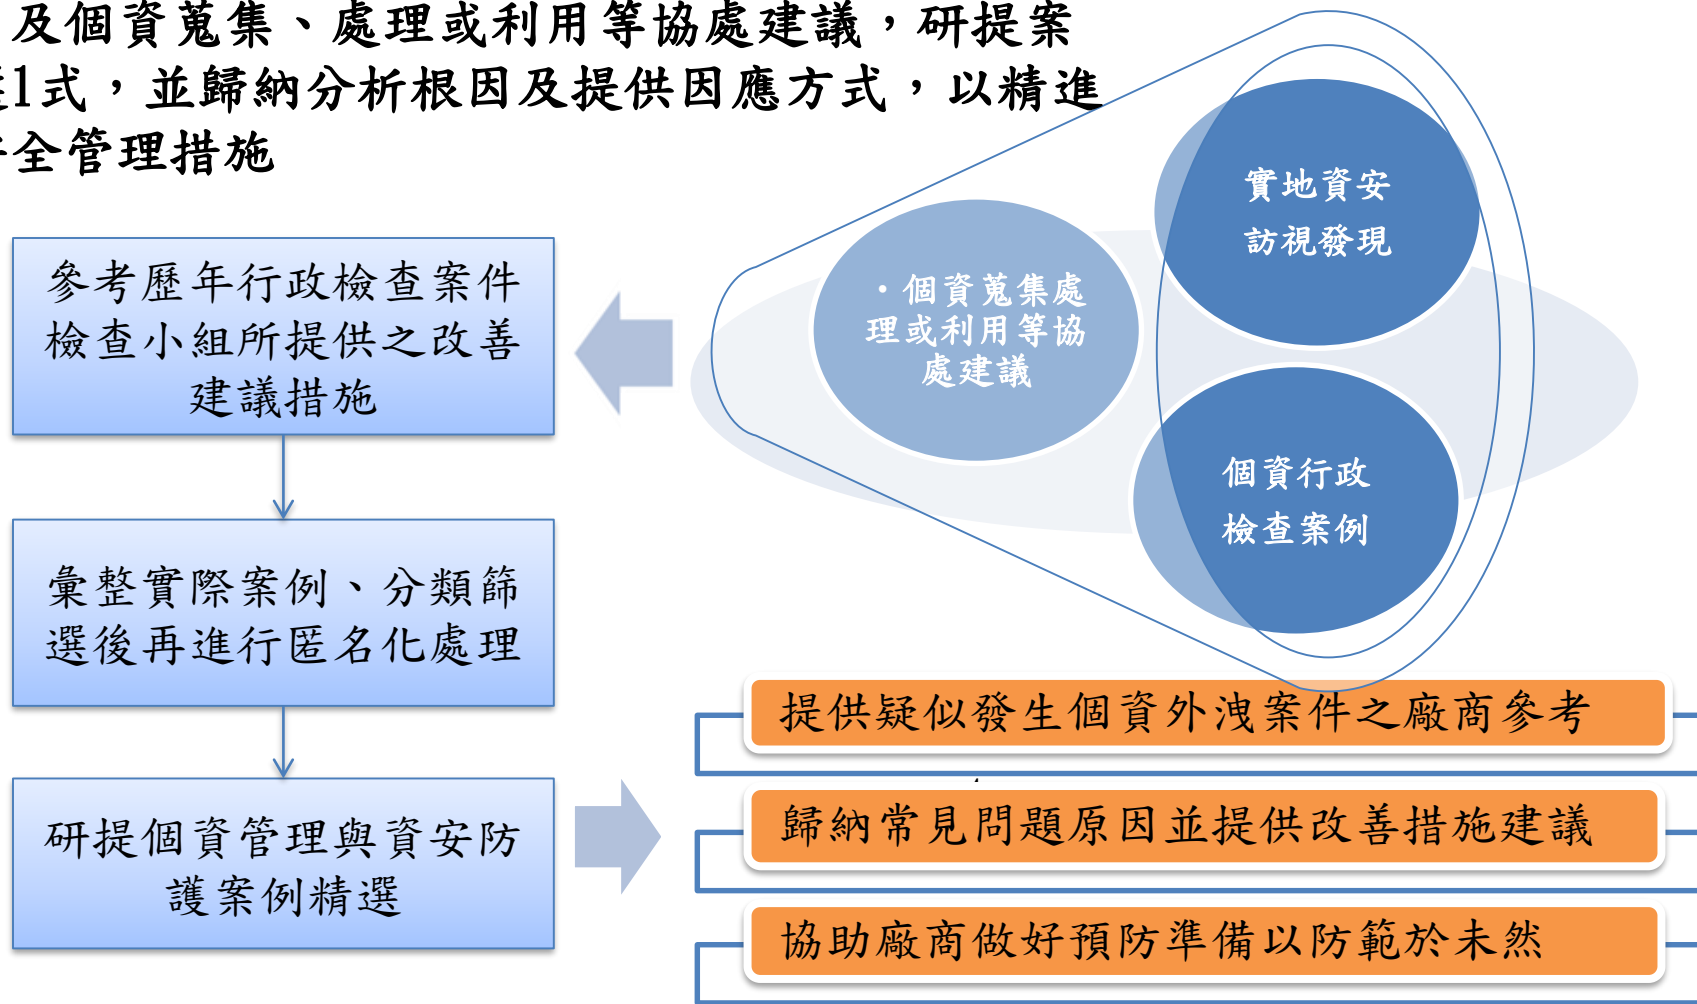 及個資蒐集、處理或利用等協處建議，研提案
1式，並歸納分析根因及提供因應方式，以精進
全管理措施
實地資安
訪視發現
・個資蒐集處
理或利用等協
處建議
個資行政
檢查案例
參考歷年行政檢查案件
檢查小組所提供之改善
建議措施
彙整實際案例、分類篩
選後再進行匿名化處理
研提個資管理與資安防
護案例精選
提供疑似發生個資外洩案件之廠商參考
歸納常見問題原因並提供改善措施建議
協助廠商做好預防準備以防範於未然